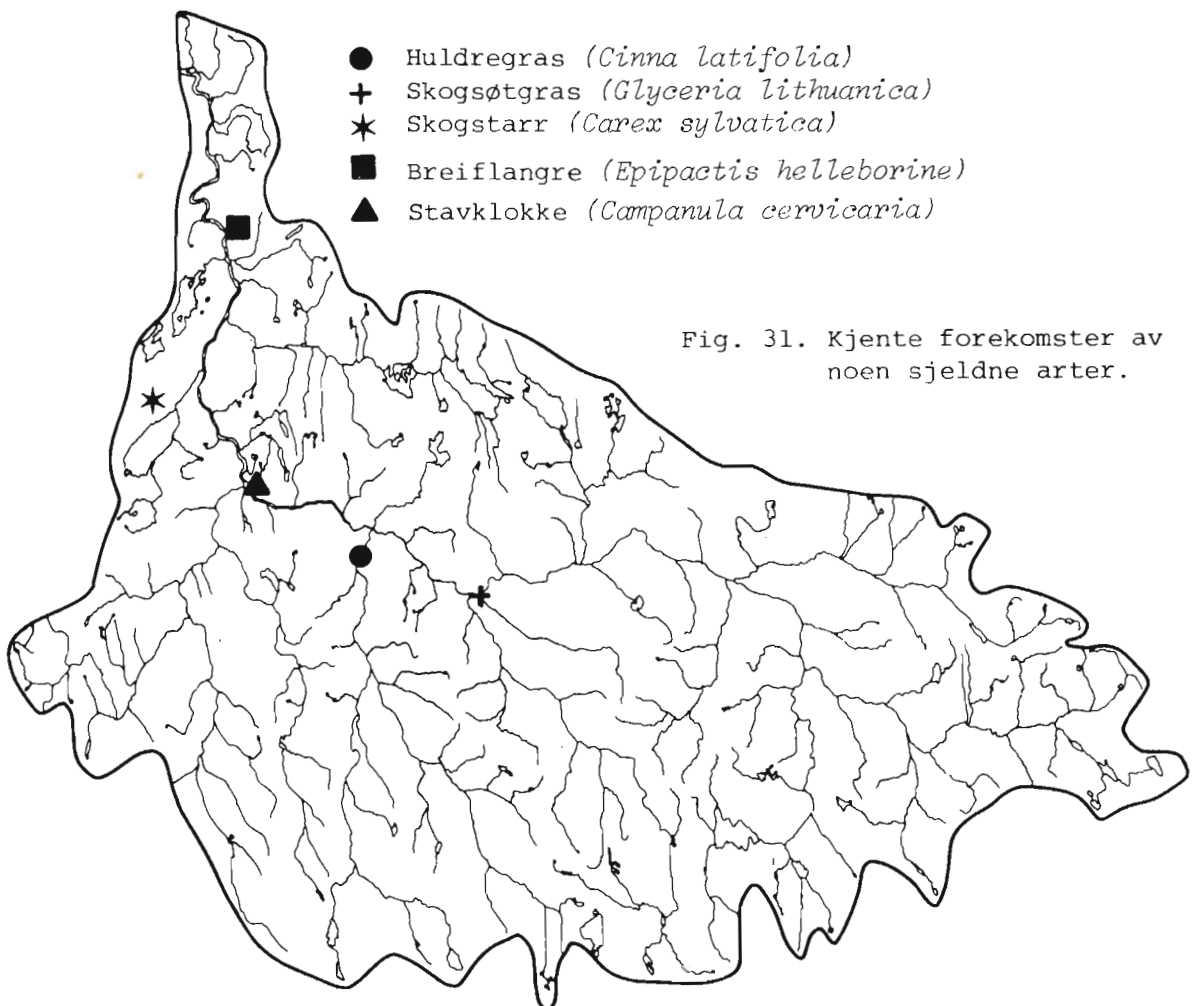 Huldregras (Cinna latifolia)
Skogsøtgras (Glyceria lithuanica)
Skogstarr (Carex sylvatica)
Breiflangre (Epipactis helleborine)
Stavklokke (Campanula cervicaria)
Fig. 31. Kjente forekomster av
noen sjeldne arter.